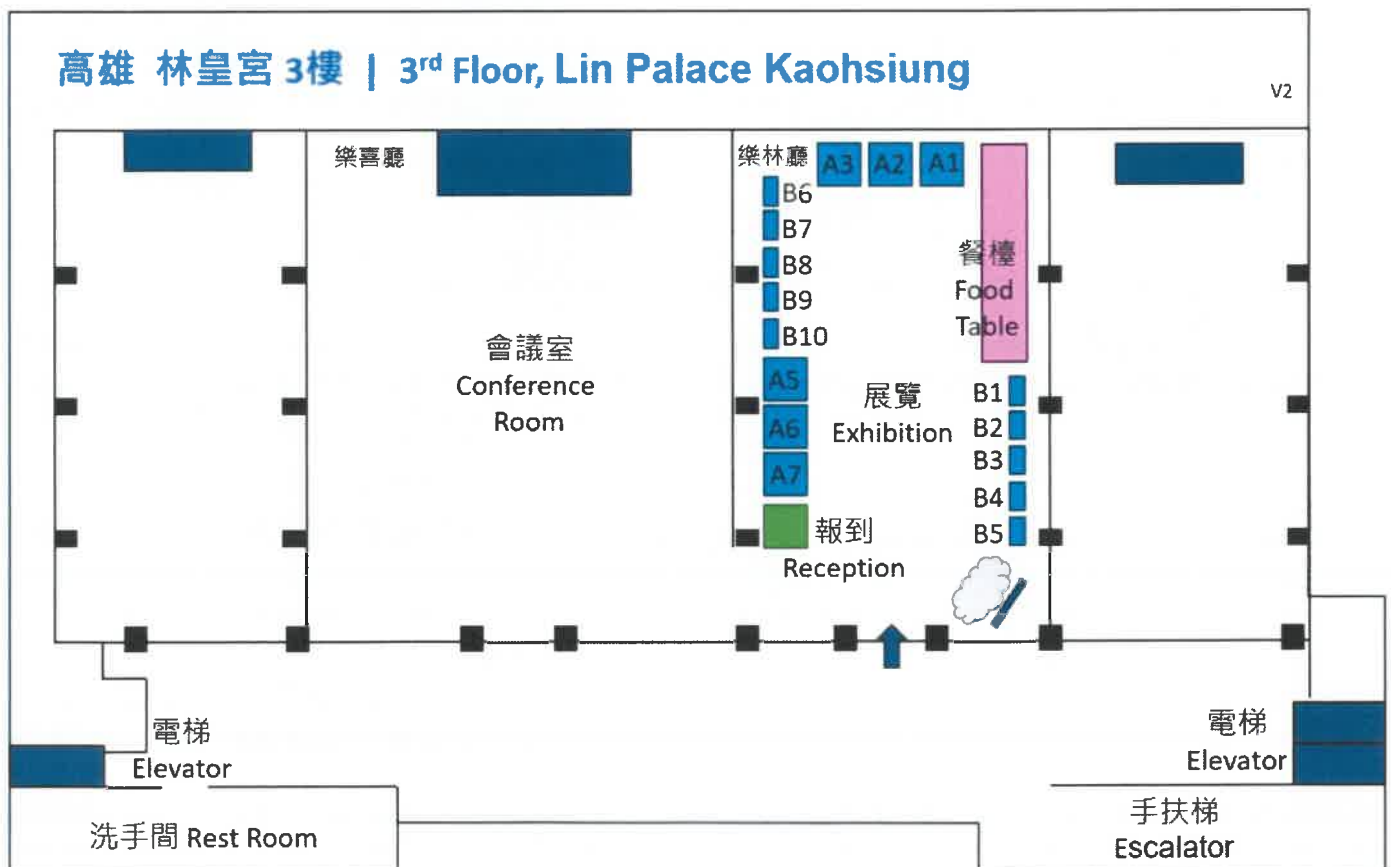 高雄 林皇宮 3樓 | 3rd Floor, Lin Palace Kaohsiung
V2
樂喜廳
樂林廳
A3 A2 A1
B6
B7
B8
B9
B10
餐檯
Food
Table
會議室
Conference
Room
A5
A6
A7
展覽
Exhibition
B1
B2
B3
B4
B5
報到
Reception
電梯
Elevator
電梯
Elevator
洗手間 Rest Room
手扶梯
Escalator